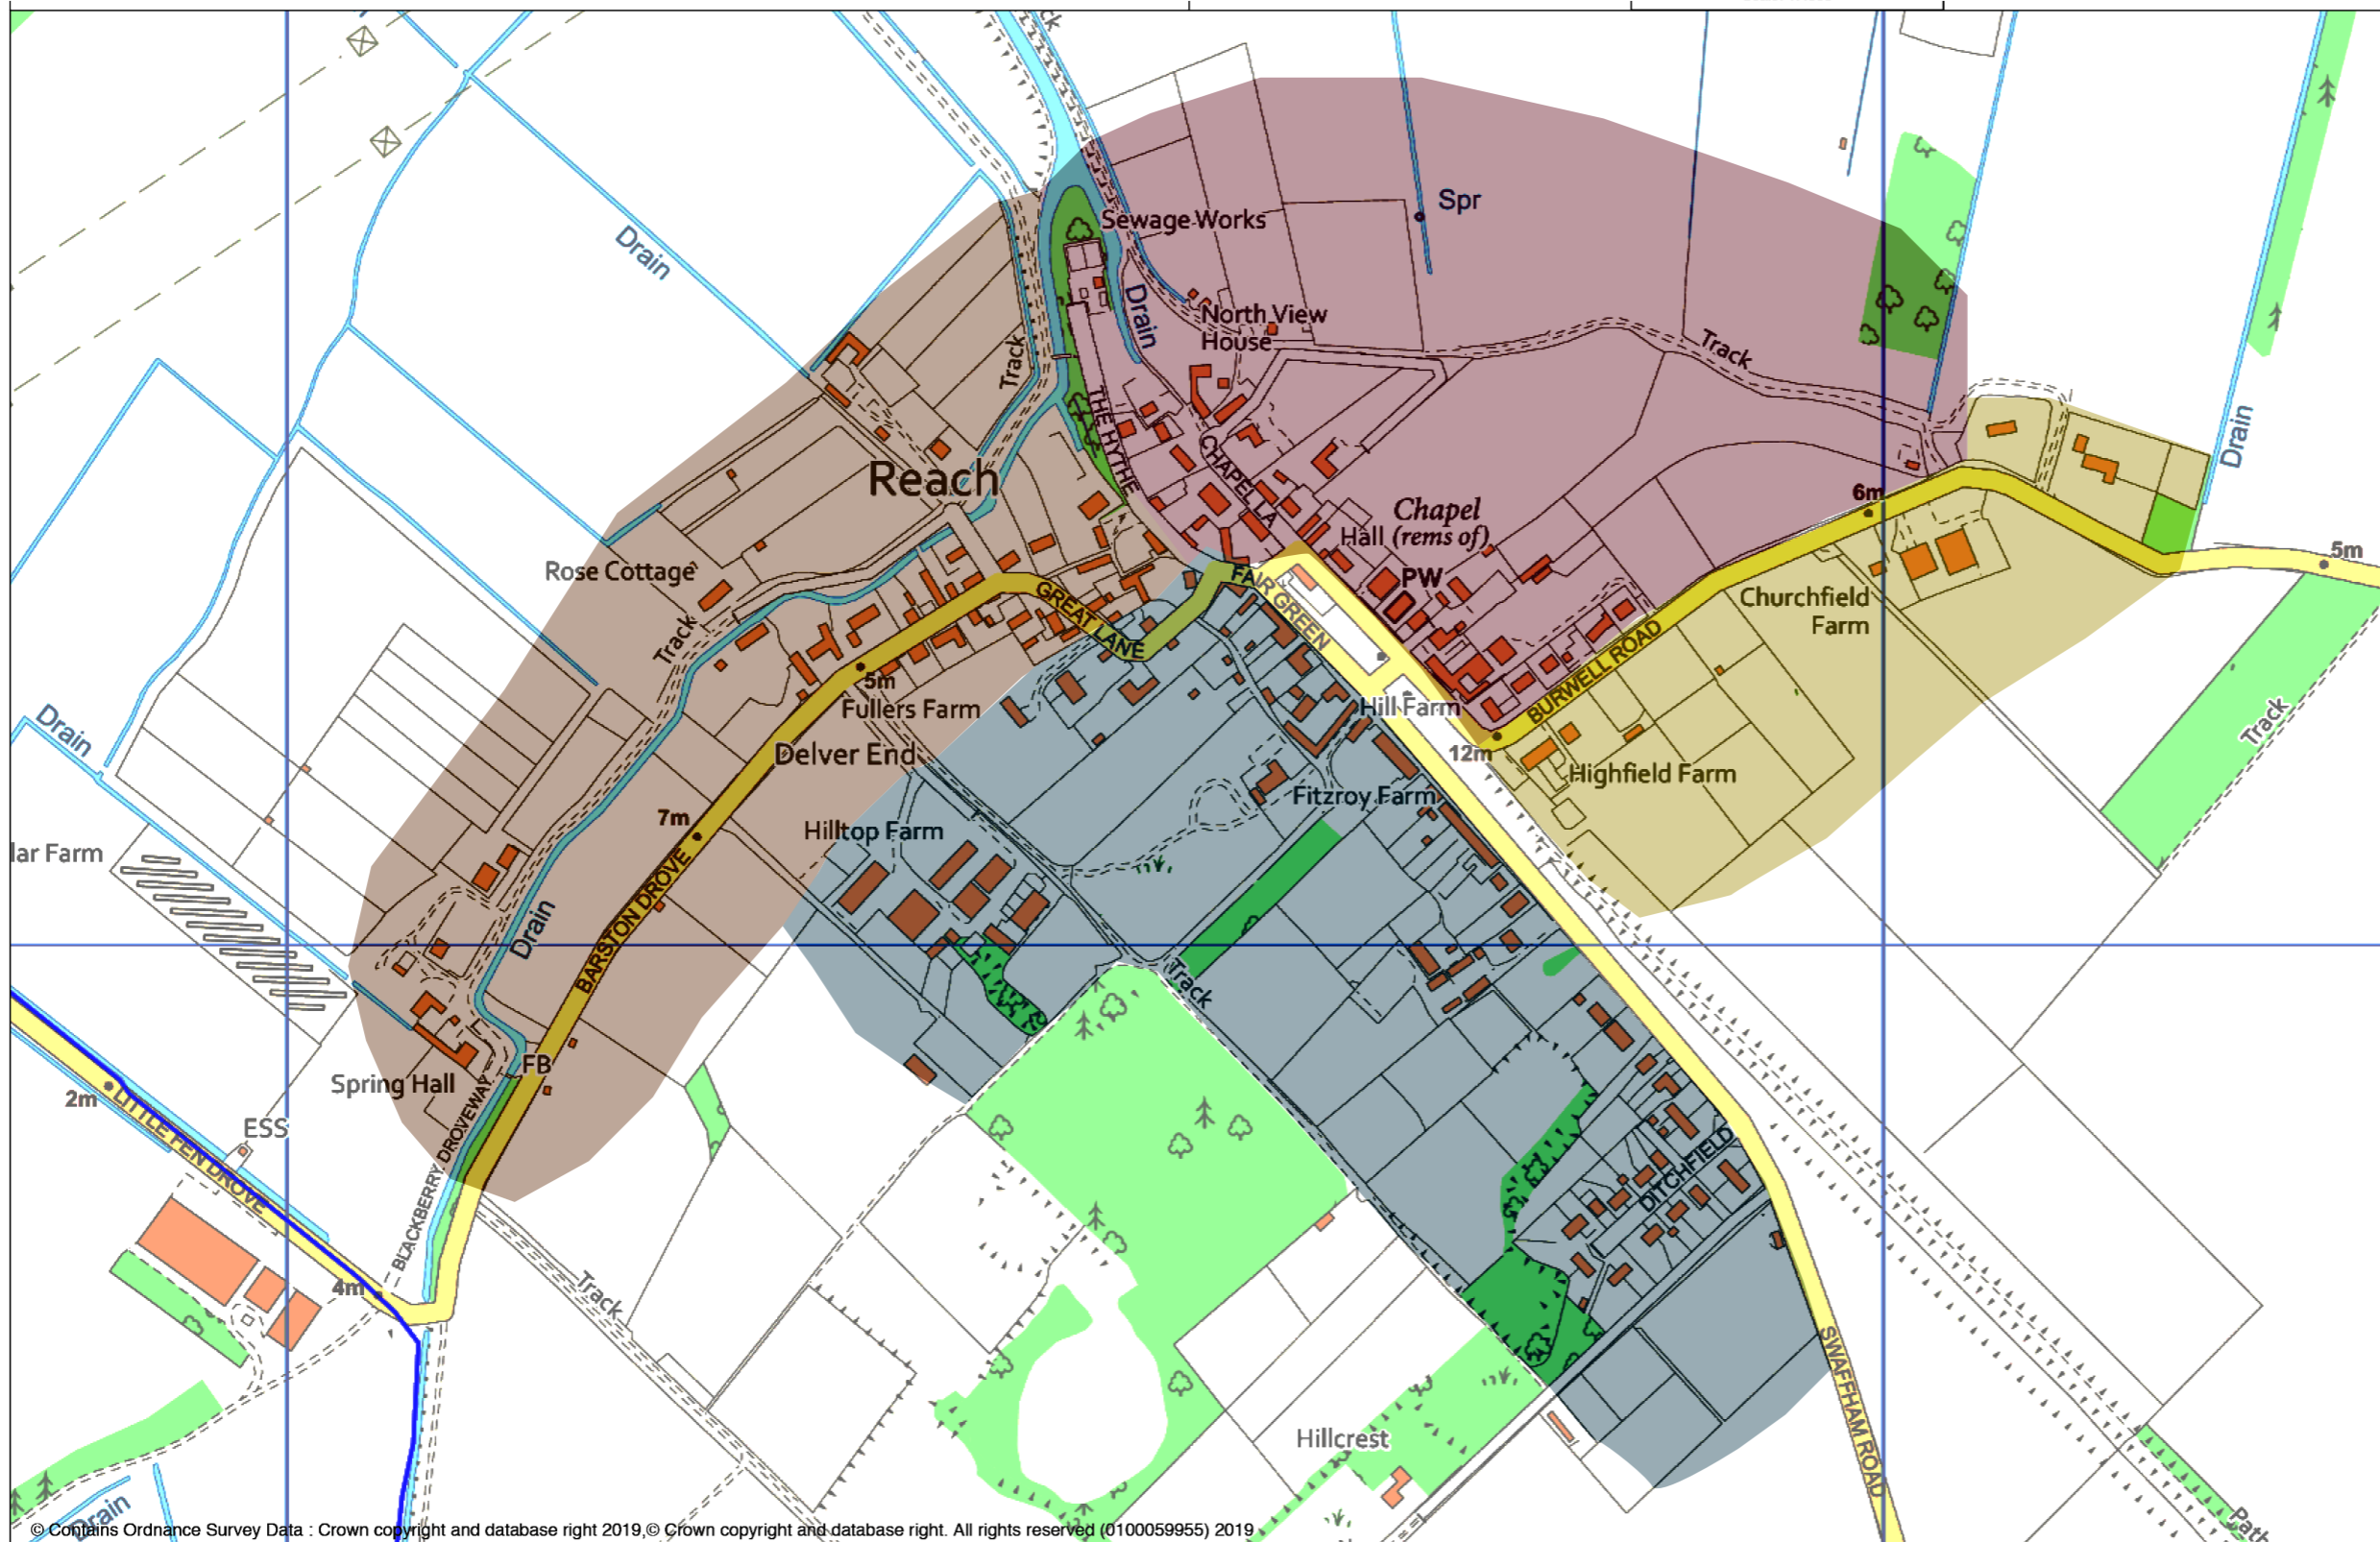 Spr
Sewage Works
Drain
Drain
North View
House
Track
Track
THE HYTHE
Drain
Reach
CHAPEL LA
Chapel
Hall (rems of)
6m
5m
PW
FAIR GREEN
Rose Cottage
GREAT LANE
Churchfield
Farm
Track
5m
Fullers Farm
BURWELL ROAD
Hill Farm
Drain
Delver End
12m
Track
Highfield Farm
Fitzroy Farm
7m
Hilltop Farm
lar Farm
BARSTON DROVE
Drain
Track
FB
Spring Hall
2m
LITTLE FEN DROVE
ESS
BLACKBERRY DROVEWAY
DITCHFIELD
4m
Track
SWAFFHAM ROAD
Hillcrest
Drain
Path
© Contains Ordnance Survey Data : Crown copyright and database right 2019,© Crown copyright and database right. All rights reserved (0100059955) 2019